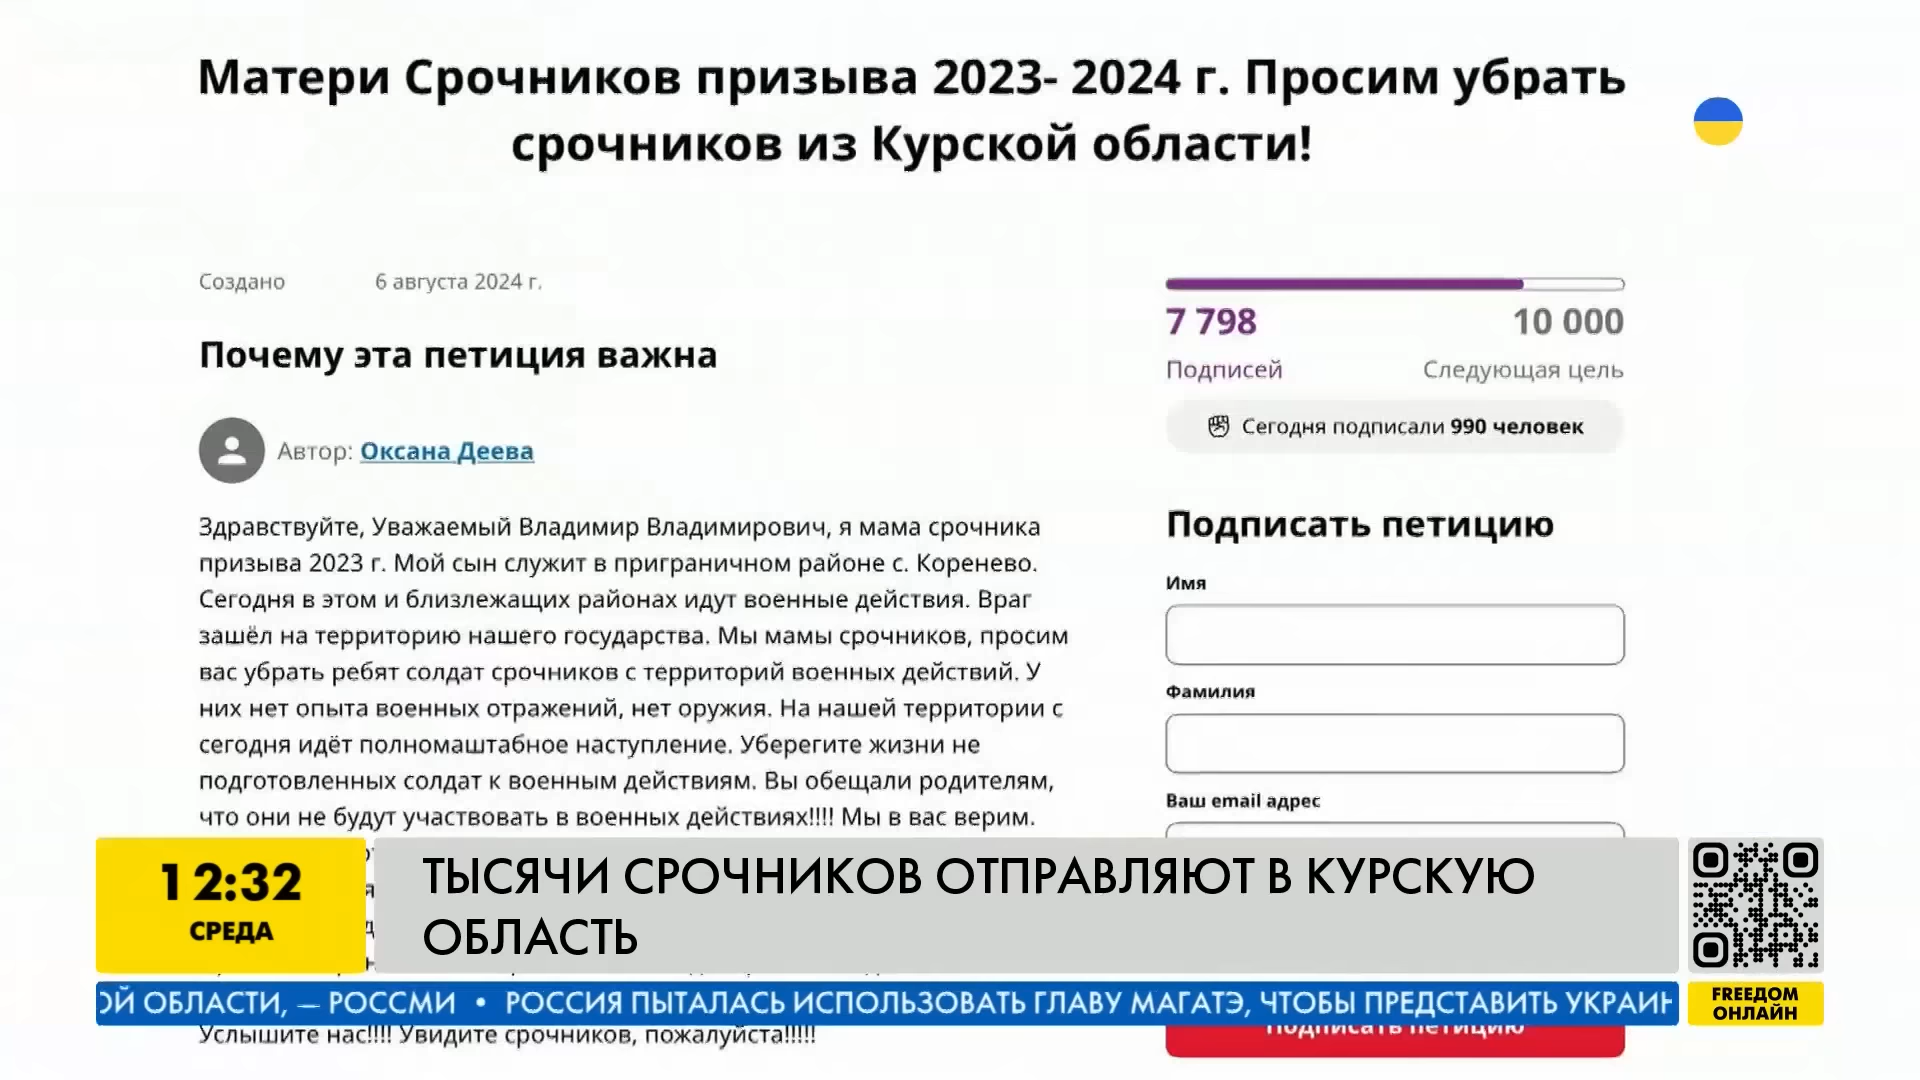 Матери Срочников призыва 2023- 2024 г. Просим убрать
срочников из Курской области!
Создано 6 августа 2024 г.
Почему эта петиция важна
Автор: Оксана Деева
Здравствуйте, Уважаемый Владимир Владимирович, я мама срочника
призыва 2023 г. Мой сын служит в приграничном районе с. Коренево.
Сегодня в этом и близлежащих районах идут военные действия. Враг
зашёл на территорию нашего государства. Мы мамы срочников, просим
вас убрать ребят солдат срочников с территорий военных действий. У
них нет опыта военных отражений, нет оружия. На нашей территории с
сегодня идёт полномаштабное наступление. Уберегите жизни не
подготовленных солдат к военным действиям. Вы обещали родителям,
что они не будут участвовать в военных действиях!!!! Мы в вас верим.
Услышите нас!!!! Увидите срочников, пожалуйста!!!!!
7 798 10 000
Подписей Следующая цель
Сегодня подписали 990 человек
Подписать петицию
Имя
Фамилия
Ваш email адрес
Подписать петицию
12:32
СРЕДА
ТЫСЯЧИ СРОЧНИКОВ ОТПРАВЛЯЮТ В КУРСКУЮ
ОБЛАСТЬ
ОЙ ОБЛАСТИ, — РОССМИ • РОССИЯ ПЫТАЛАСЬ ИСПОЛЬЗОВАТЬ ГЛАВУ МАГАТЭ, ЧТОБЫ ПРЕДСТАВИТЬ УКРАИН
FREEDOM
ОНЛАЙН